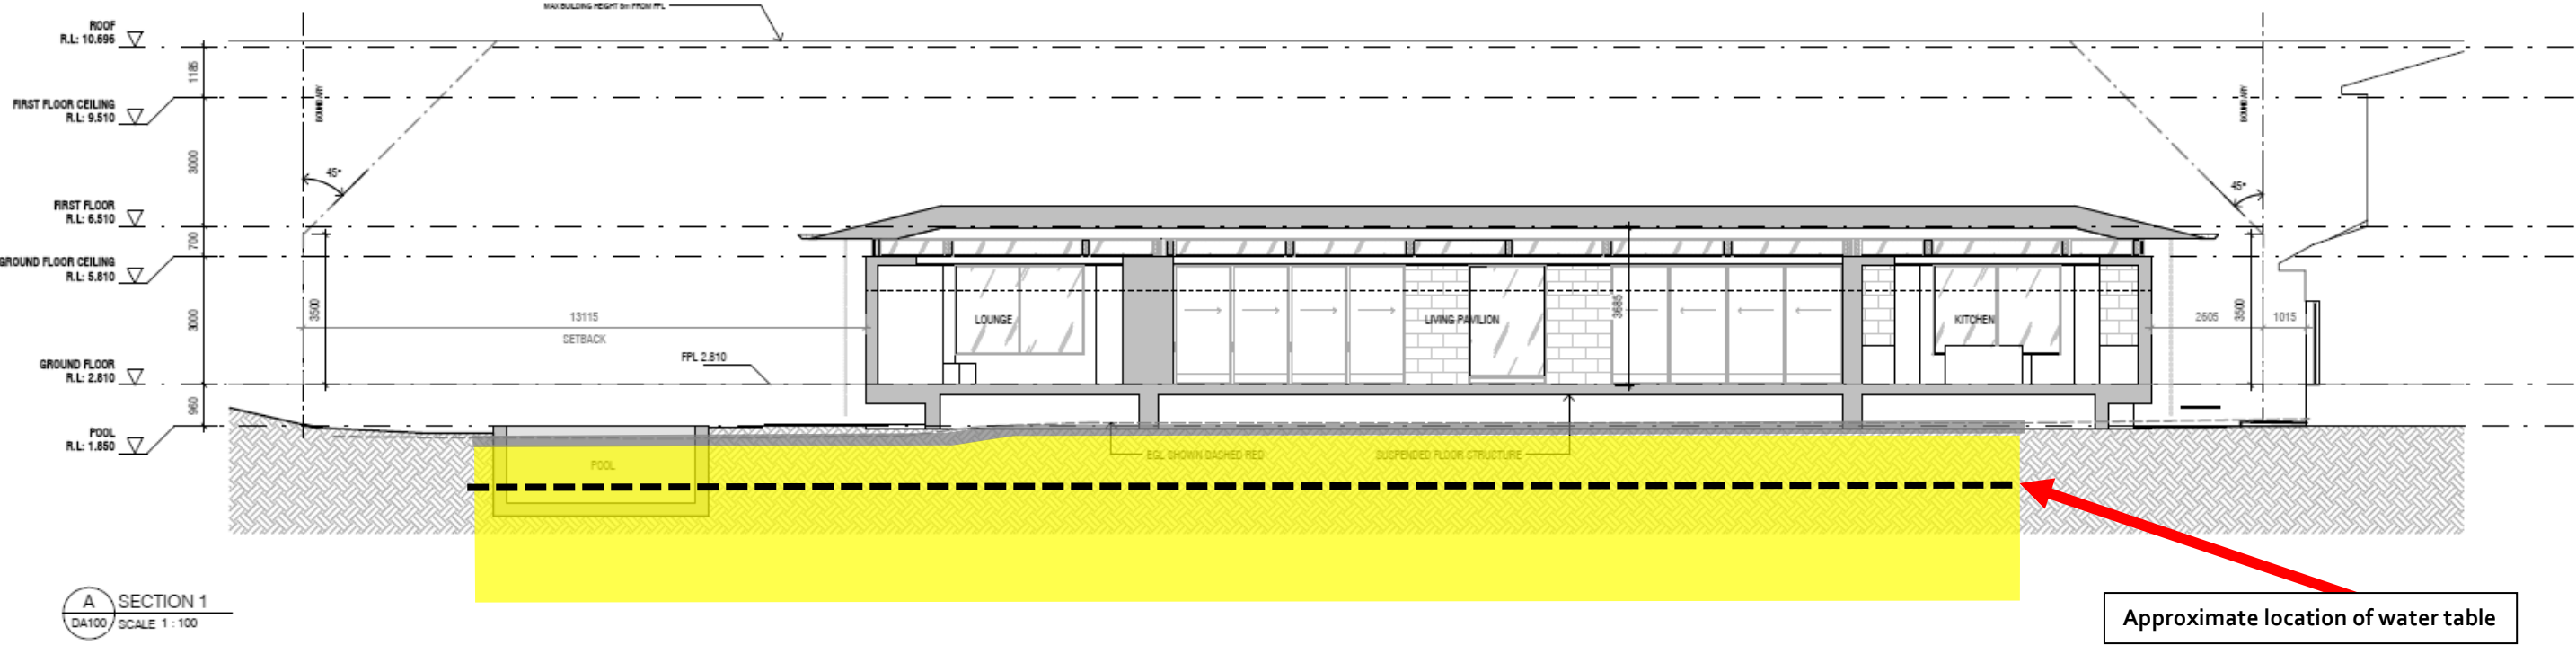 MAX BUILDING HEIGHT 8m FROM FPL
ROOF
R.L: 10.696
1185
FIRST FLOOR CEILING
R.L: 9.510
BOUNDARY
BOUNDARY
3000
45°
45°
FIRST FLOOR
R.L: 6.510
700
GROUND FLOOR CEILING
R.L: 5.810
3500
3000
13115
SETBACK
LOUNGE
LIVING PAVILION
3685
KITCHEN
2605
3500
1015
FPL 2.810
GROUND FLOOR
R.L: 2.810
960
POOL
R.L: 1.850
POOL
EGL SHOWN DASHED RED
SUSPENDED FLOOR STRUCTURE
A
DA100
SECTION 1
SCALE 1 : 100
Approximate location of water table